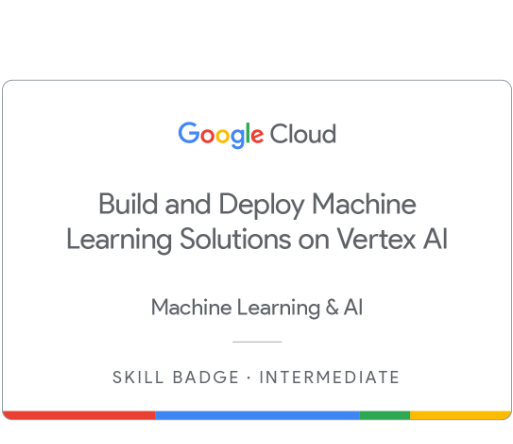 Google Cloud
Build and Deploy Machine
Learning Solutions on Vertex AI
Machine Learning & AI
SKILL BADGE · INTERMEDIATE